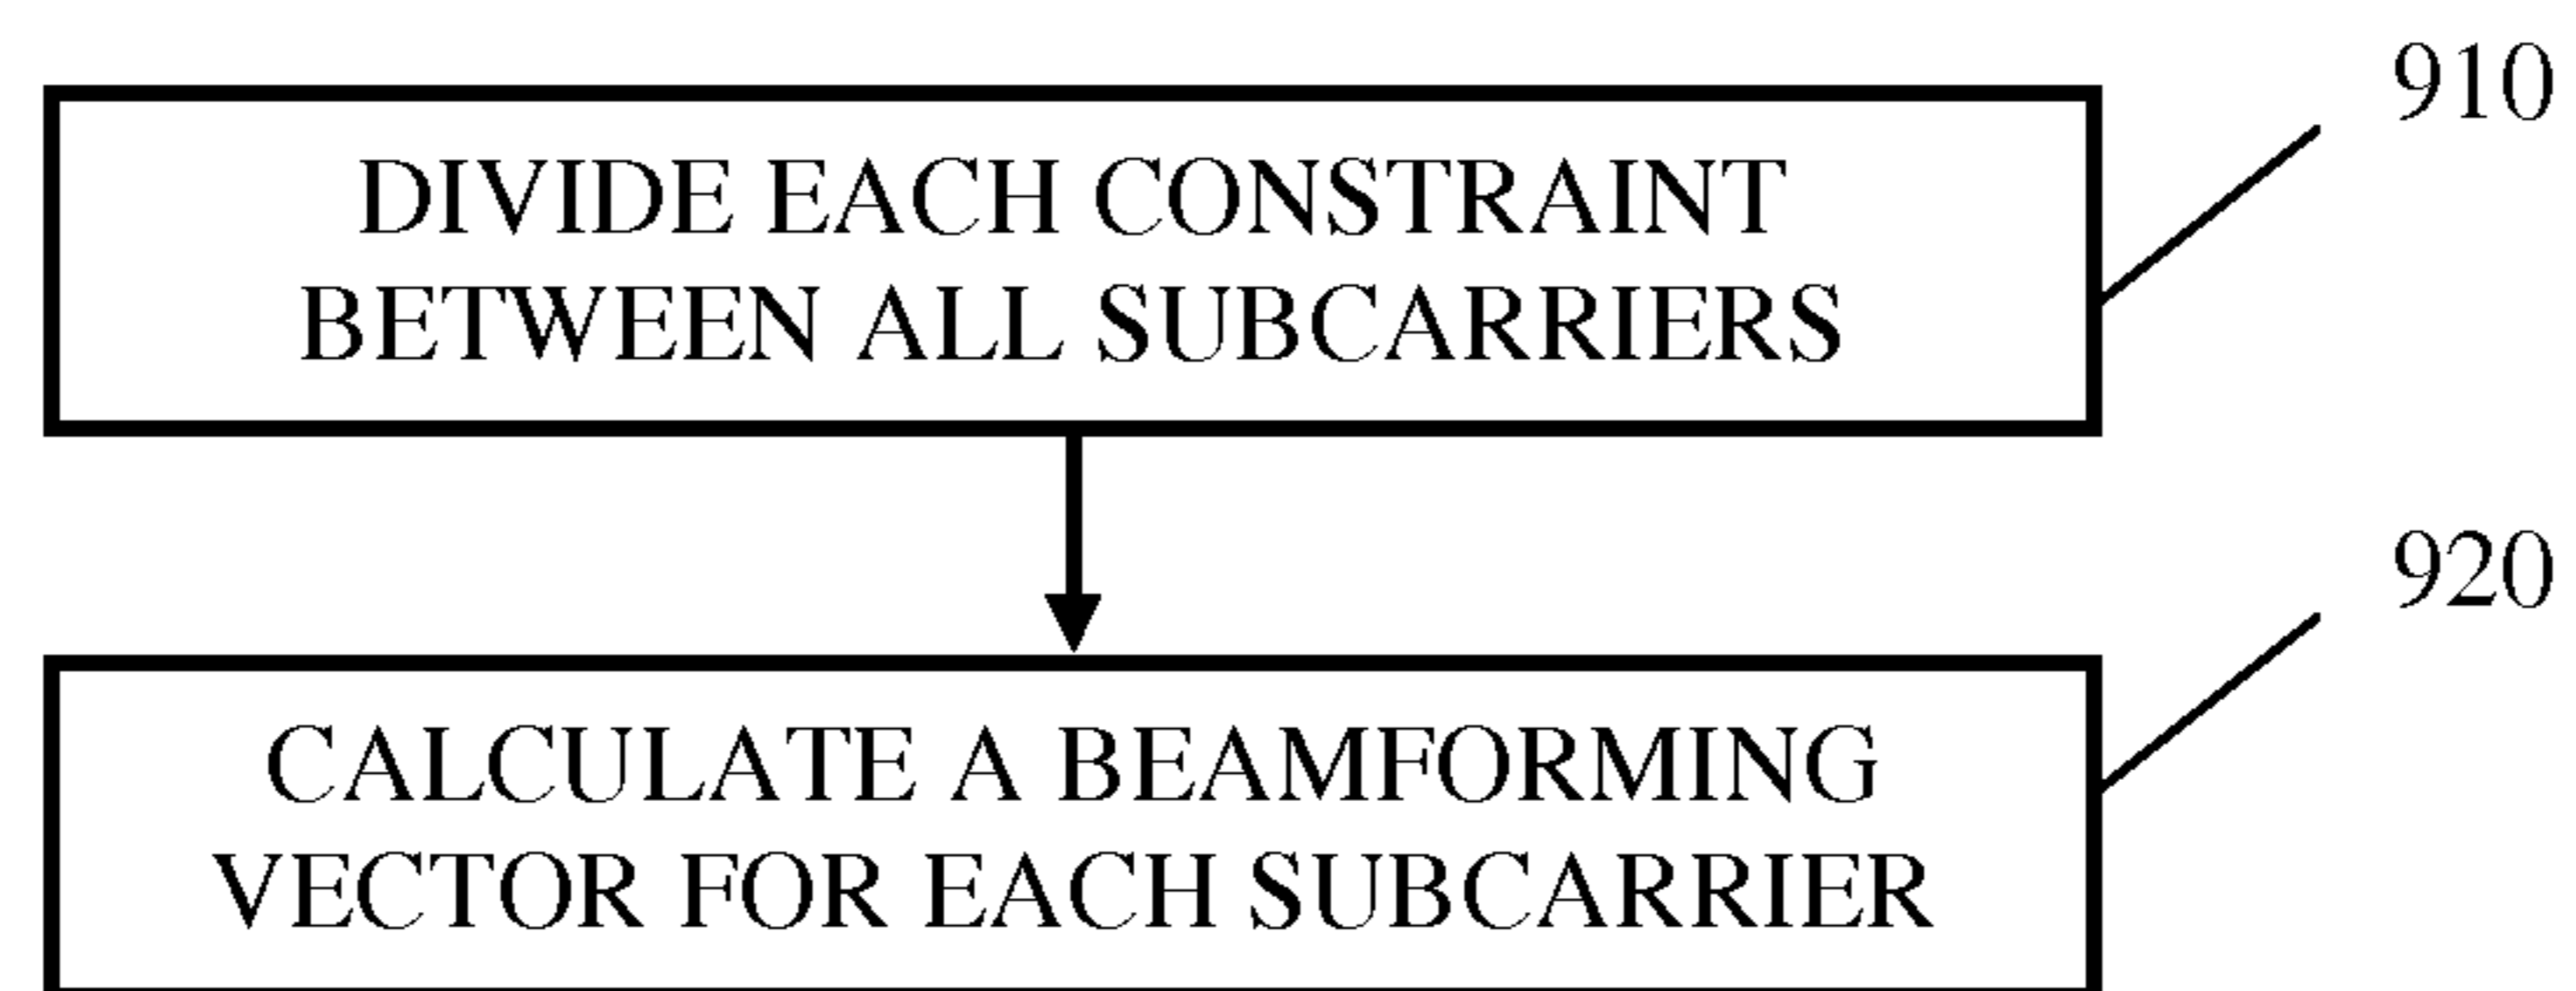 910
DIVIDE EACH CONSTRAINT
BETWEEN ALL SUBCARRIERS
920
CALCULATE A BEAMFORMING
VECTOR FOR EACH SUBCARRIER